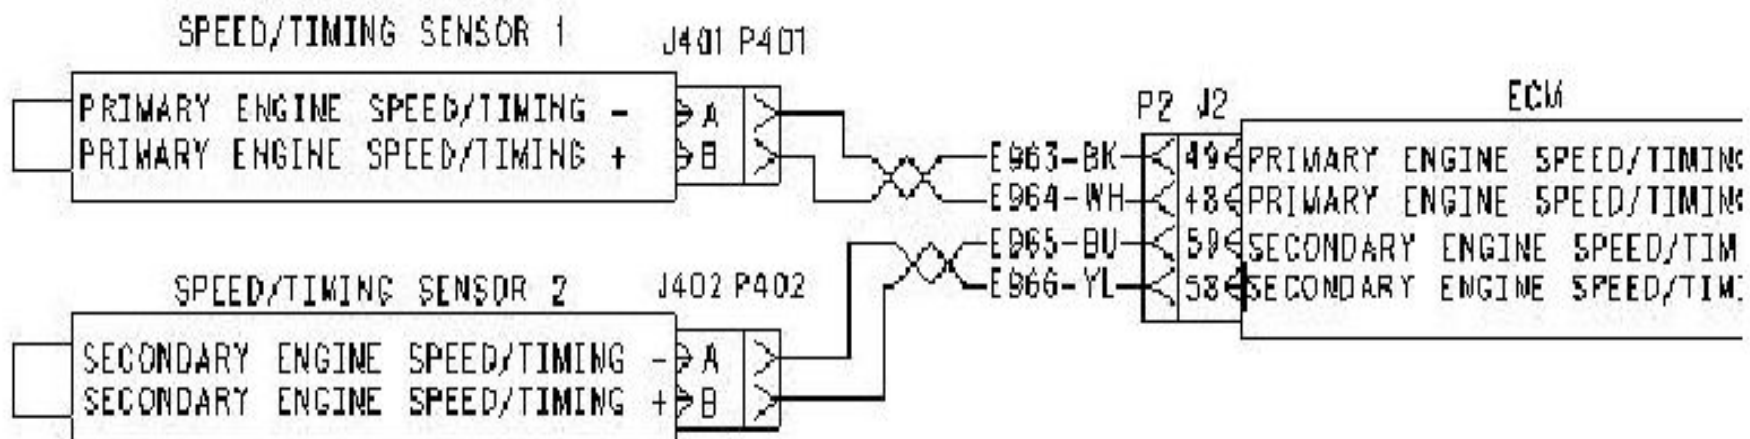 SPEED/TIMING SENSOR 1
J401 P401
PRIMARY ENGINE SPEED/TIMING - A
PRIMARY ENGINE SPEED/TIMING + B
P2 J2
ECM
E963-BK 49 PRIMARY ENGINE SPEED/TIMING
E964-WH 48 PRIMARY ENGINE SPEED/TIMING
E965-BU 59 SECONDARY ENGINE SPEED/TIM
E966-YL 58 SECONDARY ENGINE SPEED/TIM
SPEED/TIMING SENSOR 2
J402 P402
SECONDARY ENGINE SPEED/TIMING - A
SECONDARY ENGINE SPEED/TIMING + B